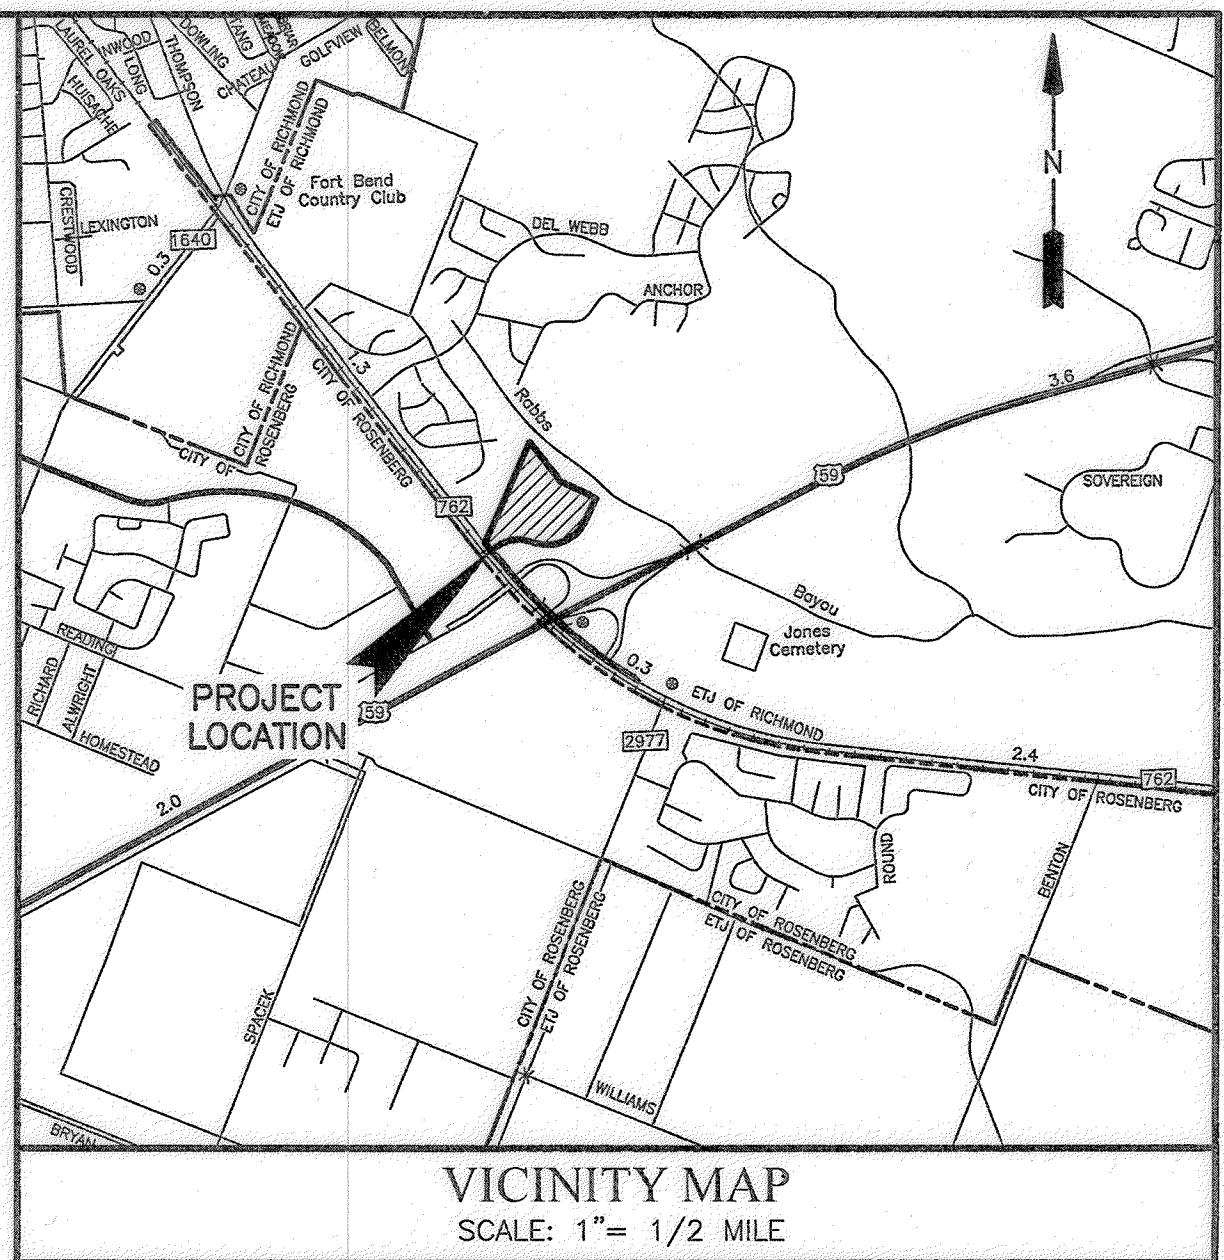 LAUREL OAKS
NWOOD
LONG
THOMPSON
DOWLING
TANG
CHATEAU
GOLFVIEW
BELMONT
HUISACHE
CITY OF RICHMOND
ETJ OF RICHMOND
Fort Bend
Country Club
N
CRESTWOOD
LEXINGTON
1640
0.3
DEL WEBB
ANCHOR
CITY OF RICHMOND
CITY OF
ROSENBERG
1.3
CITY OF ROSENBERG
Rabbs
3.6
59
SOVEREIGN
762
Bayou
Jones
Cemetery
READING
RICHARD
ALWRIGHT
HOMESTEAD
PROJECT
LOCATION
59
0.3
ETJ OF RICHMOND
2977
2.4
762
CITY OF ROSENBERG
2.0
ROUND
BENTON
CITY OF ROSENBERG
ETJ OF ROSENBERG
CITY OF ROSENBERG
ETJ OF ROSENBERG
SPACEK
WILLIAMS
BRYAN
VICINITY MAP
SCALE: 1"= 1/2 MILE